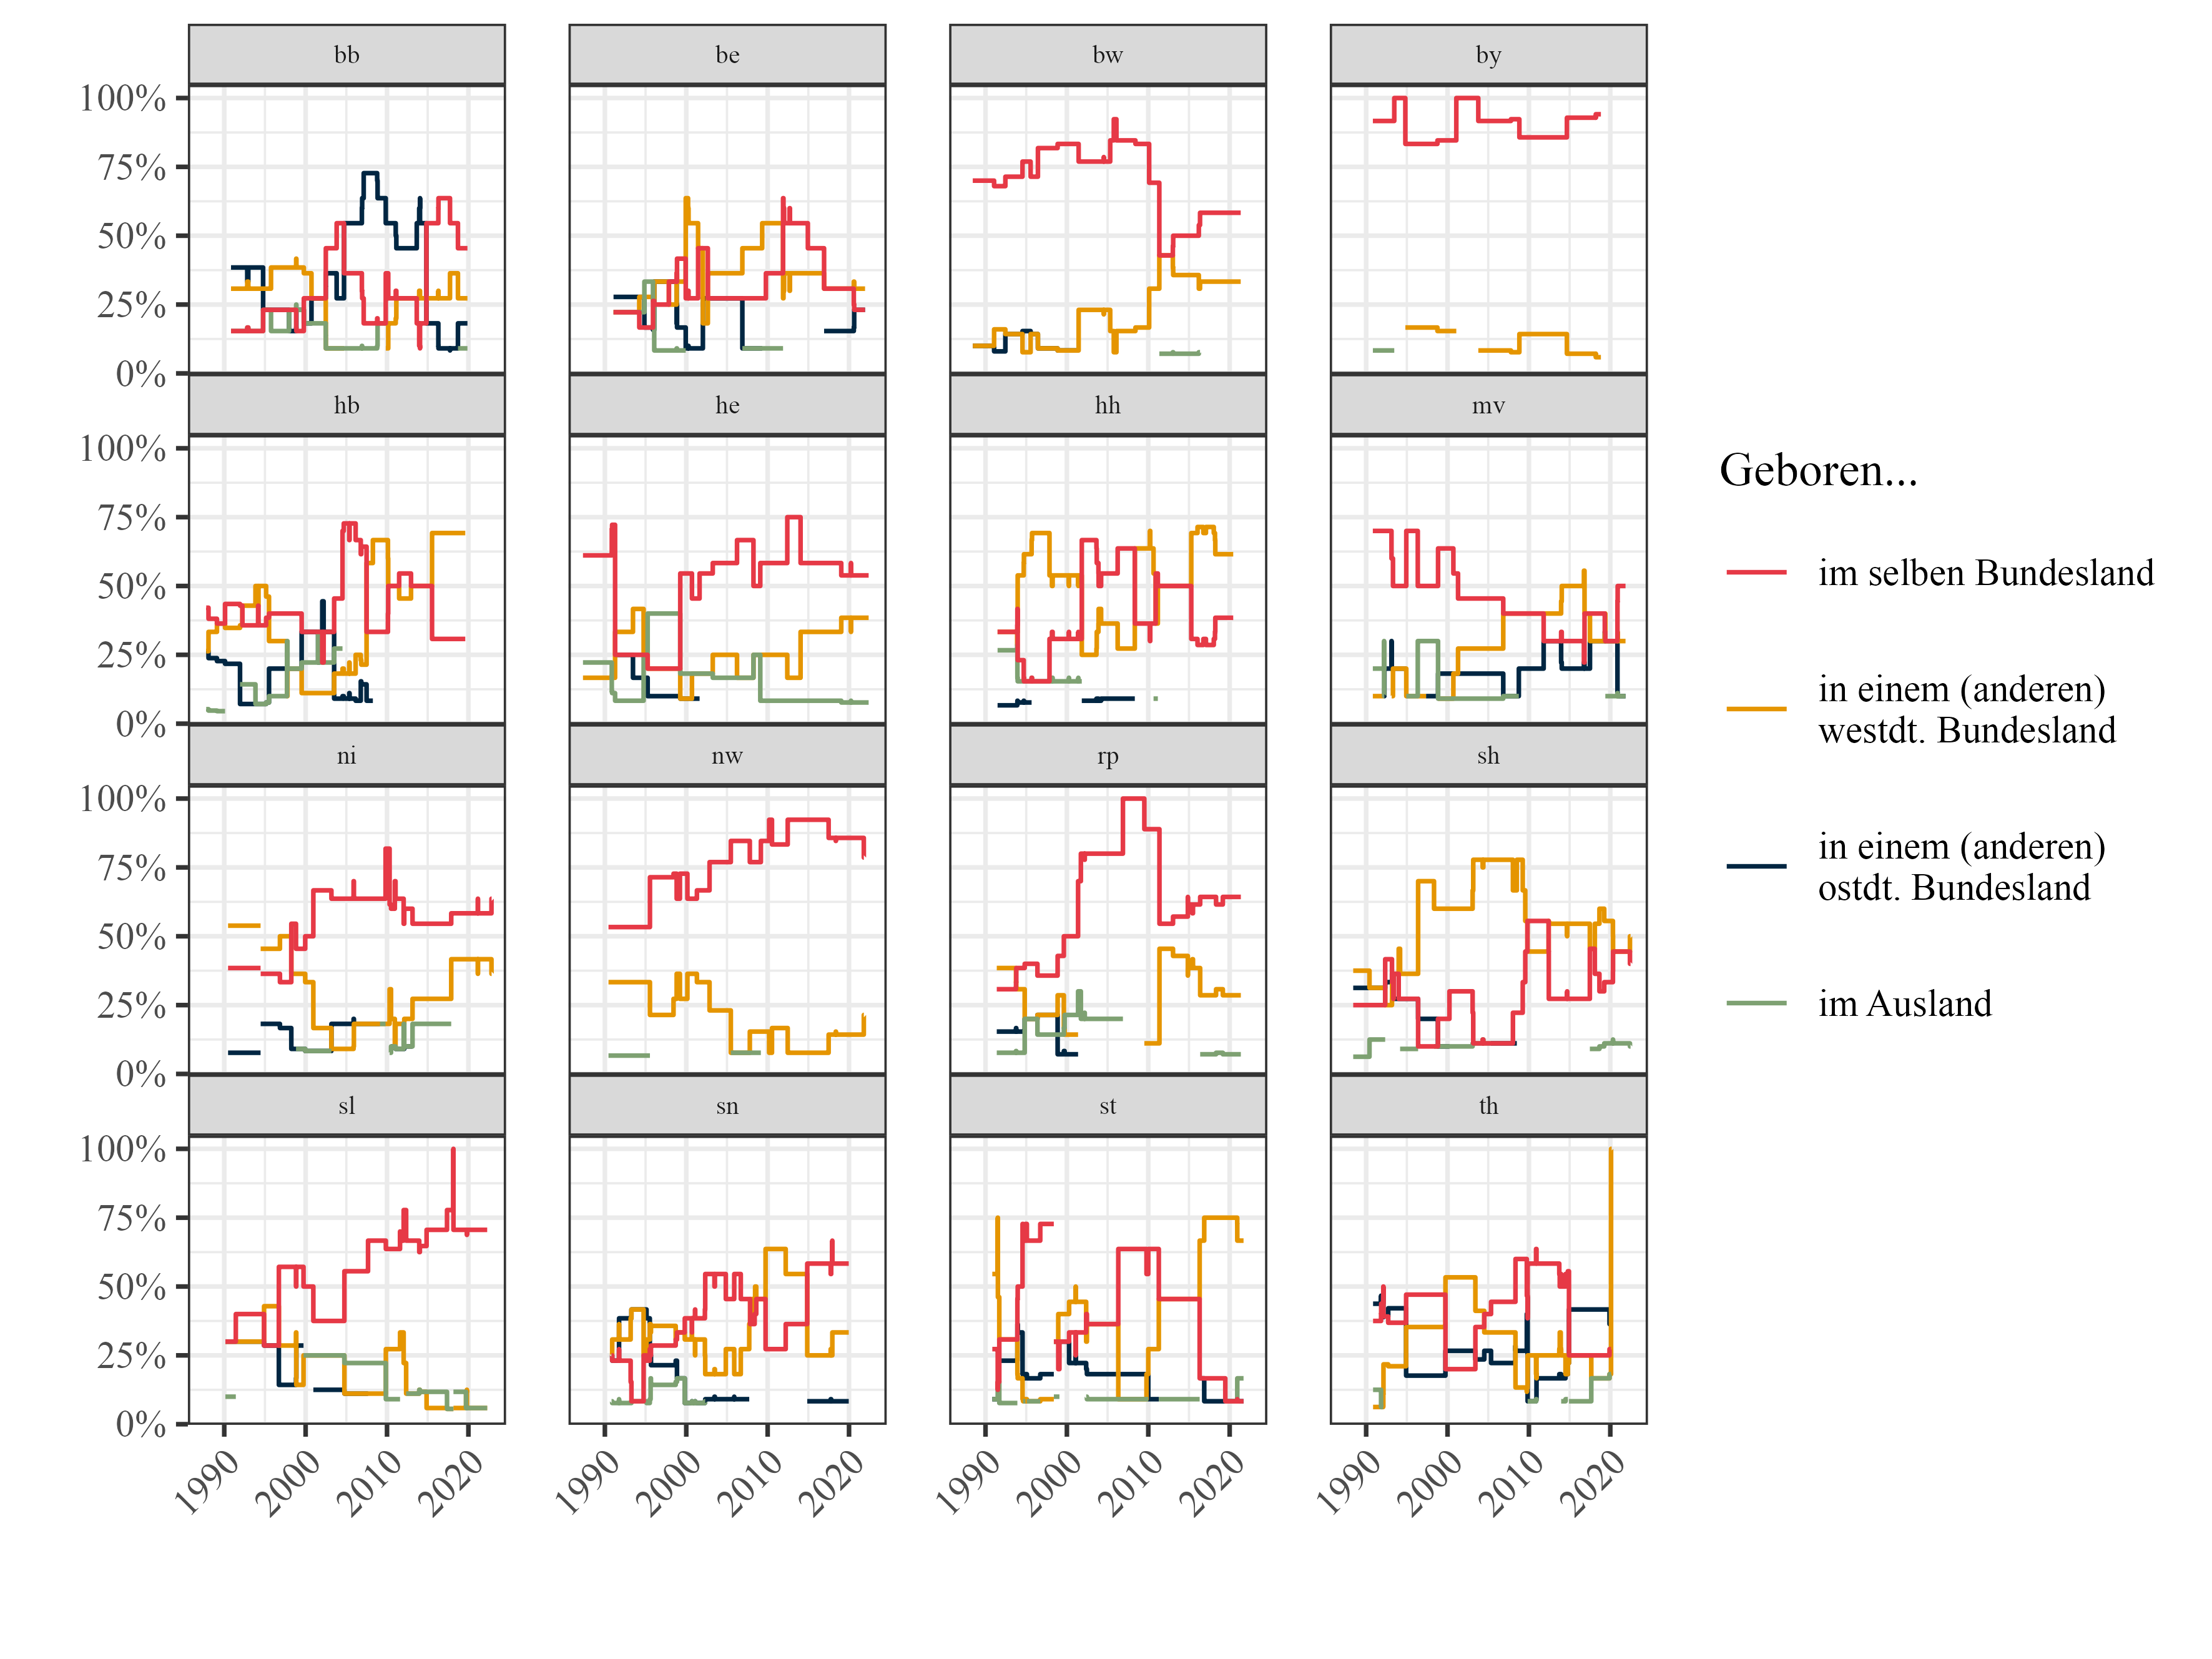 bb be bw by
100%
75%
50%
25%
0%
hb he hh mv
100%
75%
50%
25%
0%
ni nw rp sh
100%
75%
50%
25%
0%
sl sn st th
100%
75%
50%
25%
0%
1990 2000 2010 2020 1990 2000 2010 2020 1990 2000 2010 2020 1990 2000 2010 2020
Geboren...
im selben Bundesland
in einem (anderen)
westdt. Bundesland
in einem (anderen)
ostdt. Bundesland
im Ausland